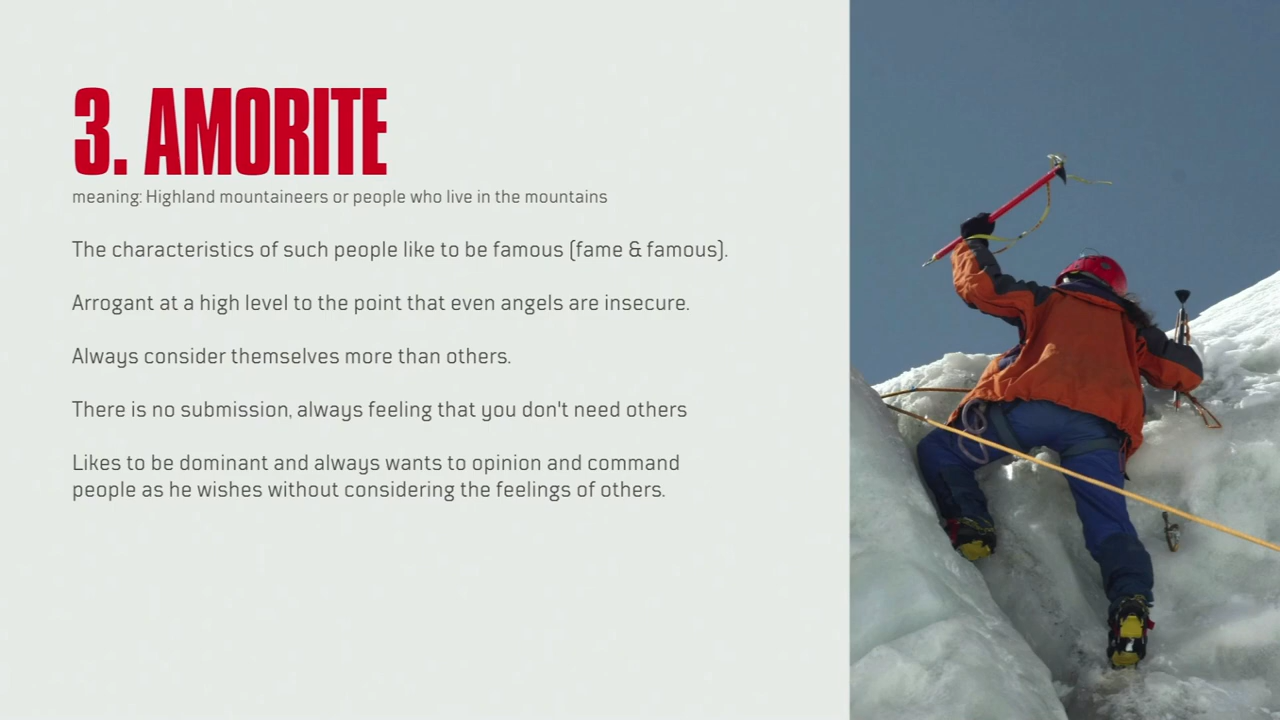 3. AMORITE
meaning: Highland mountaineers or people who live in the mountains
The characteristics of such people like to be famous (fame & famous).
Arrogant at a high level to the point that even angels are insecure.
Always consider themselves more than others.
There is no submission, always feeling that you don't need others
Likes to be dominant and always wants to opinion and command
people as he wishes without considering the feelings of others.